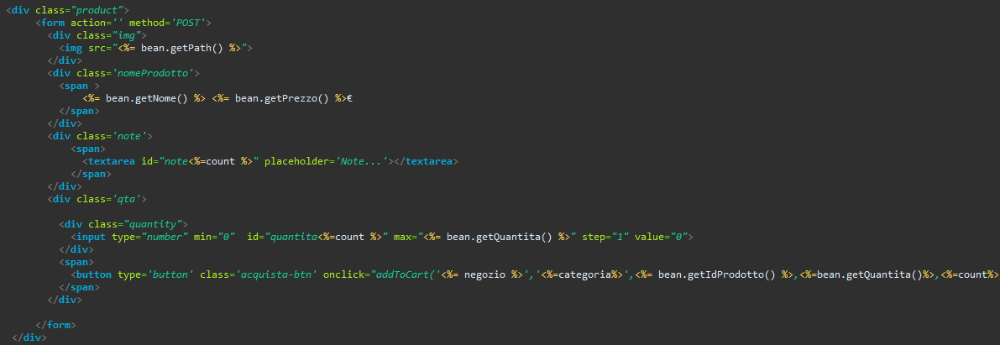 <div class="product">
<form action='' method='POST'>
<div class="img">
<img src="<%= bean.getPath() %>">
</div>
<div class='nomeProdotto'>
<span >
<%= bean.getNome() %> <%= bean.getPrezzo() %>€
</span>
</div>
<div class='note'>
<span>
<textarea id="note<%=count %>" placeholder='Note...'></textarea>
</span>
</div>
<div class='qta'>
<div class="quantity">
<input type="number" min="0"  id="quantita<%=count %>" max="<%= bean.getQuantita() %>" step="1" value="0">
</div>
<span>
<button type='button' class='acquista-btn' onclick="addToCart('<%= negozio %>','<%=categoria%>',<%= bean.getIdProdotto() %>,<%=bean.getQuantita()%>,<%=count%>
</span>
</div>
</form>
</div>